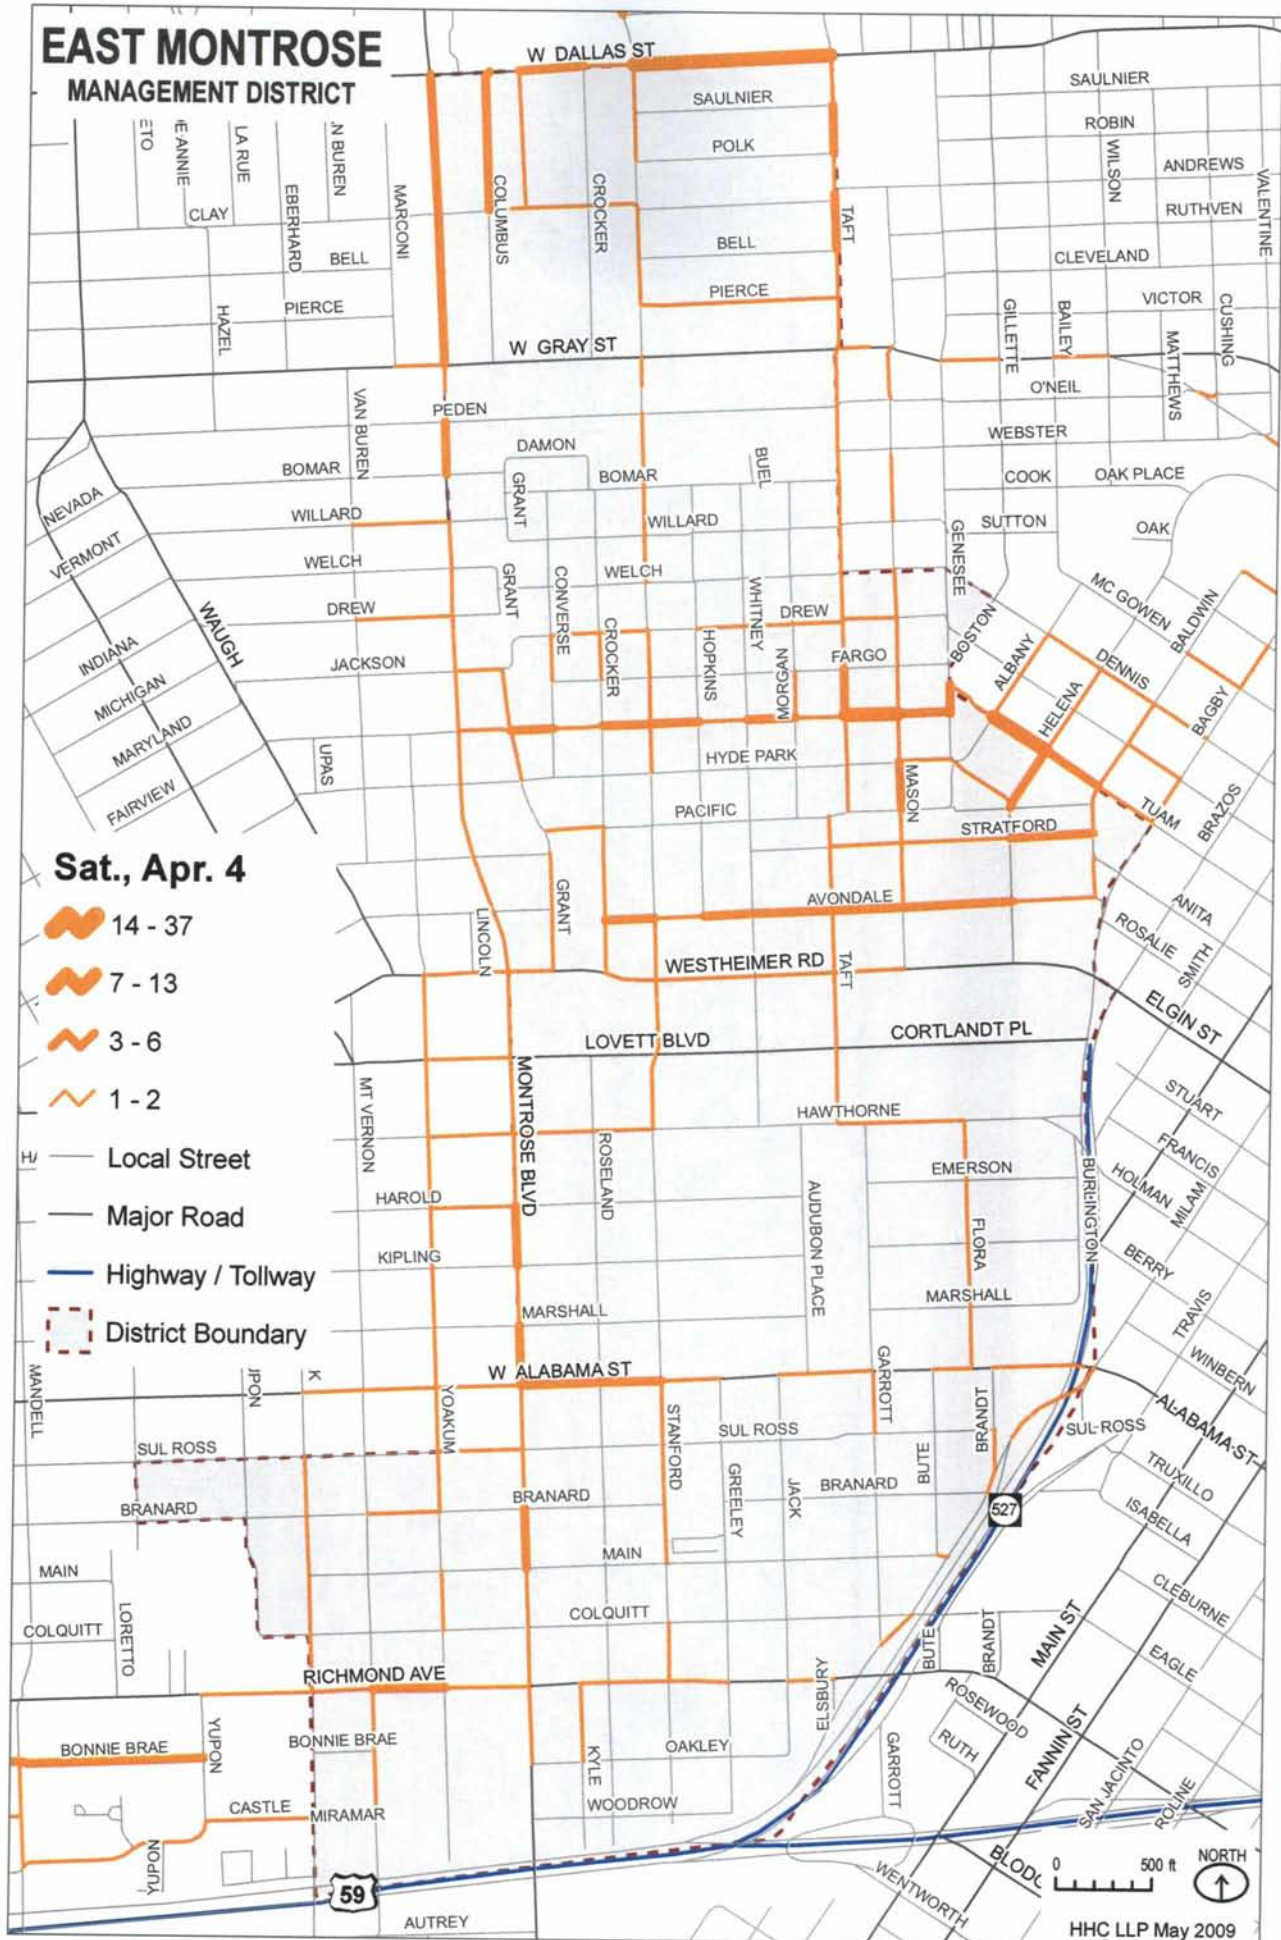 EAST MONTROSE
MANAGEMENT DISTRICT
W DALLAS ST
SAULNIER
SAULNIER
POLK
ROBIN
WILSON
ANDREWS
VALENTINE
ETO
E ANNIE
LA RUE
EBERHARD
N BUREN
MARCONI
COLUMBUS
CROCKER
TAFT
RUTHVEN
CLAY
BELL
BELL
CLEVELAND
PIERCE
PIERCE
HAZEL
GILLETTE
BAILEY
VICTOR
CUSHING
MATTHEWS
W GRAY ST
O'NEIL
VAN BUREN
PEDEN
WEBSTER
DAMON
BOMAR
GRANT
BOMAR
BUEL
COOK
OAK PLACE
NEVADA
WILLARD
WILLARD
SUTTON
OAK
GENESEE
VERMONT
WELCH
GRANT
CONVERSE
WELCH
WHITNEY
MC GOWEN
BALDWIN
WAUGH
DREW
CROCKER
HOPKINS
DREW
MORGAN
FARGO
BOSTON
ALBANY
DENNIS
INDIANA
JACKSON
HELENA
BAGBY
MICHIGAN
MARYLAND
UPAS
HYDE PARK
MASON
FAIRVIEW
PACIFIC
STRATFORD
TUAM
BRAZOS
Sat., Apr. 4
14 - 37
7 - 13
3 - 6
1 - 2
Local Street
Major Road
Highway / Tollway
District Boundary
GRANT
AVONDALE
LINCOLN
ANITA
ROSALIE
SMITH
WESTHEIMER RD
TAFT
ELGIN ST
LOVETT BLVD
CORTLANDT PL
MT VERNON
MONTROSE BLVD
HAWTHORNE
STUART
ROSELAND
FRANCIS
EMERSON
HOLMAN
MILAM
BURLINGTON
HAROLD
AUDUBON PLACE
FLORA
KIPLING
BERRY
MARSHALL
MARSHALL
TRAVIS
WINBERN
W ALABAMA ST
GARROTT
MANDELL
JPON
K
YOAKUM
STANFORD
BRANDT
ALABAMA ST
SUL ROSS
SUL ROSS
SUL ROSS
GREELEY
JACK
BUTE
TRUXILLO
BRANARD
BRANARD
BRANARD
527
ISABELLA
MAIN
MAIN
CLEBURNE
COLQUITT
LORETTO
COLQUITT
BUTE
BRANDT
MAIN ST
EAGLE
RICHMOND AVE
ELSBURY
ROSEWOOD
FANNIN ST
BONNIE BRAE
YUPON
BONNIE BRAE
KYLE
OAKLEY
GARROTT
RUTH
SAN JACINTO
CASTLE
MIRAMAR
WOODROW
YUPON
59
AUTREY
WENTWORTH
0
500 ft
NORTH
HHC LLP May 2009